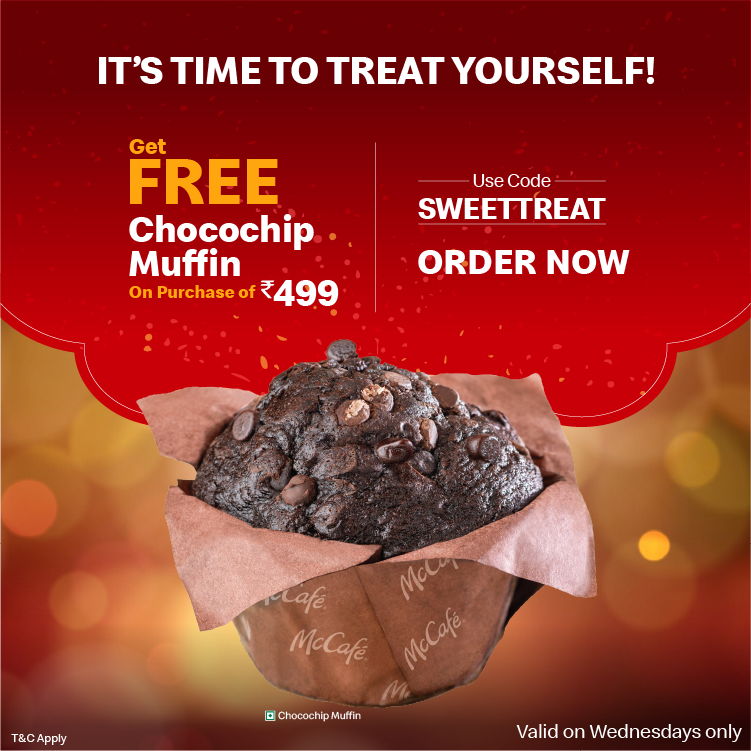 IT'S TIME TO TREAT YOURSELF!
Get
FREE
Chocochip
Muffin
On Purchase of ₹499
Use Code
SWEETTREAT
ORDER NOW
McCafé
McCafé
McCafé
Chocochip Muffin
T&C Apply
Valid on Wednesdays only